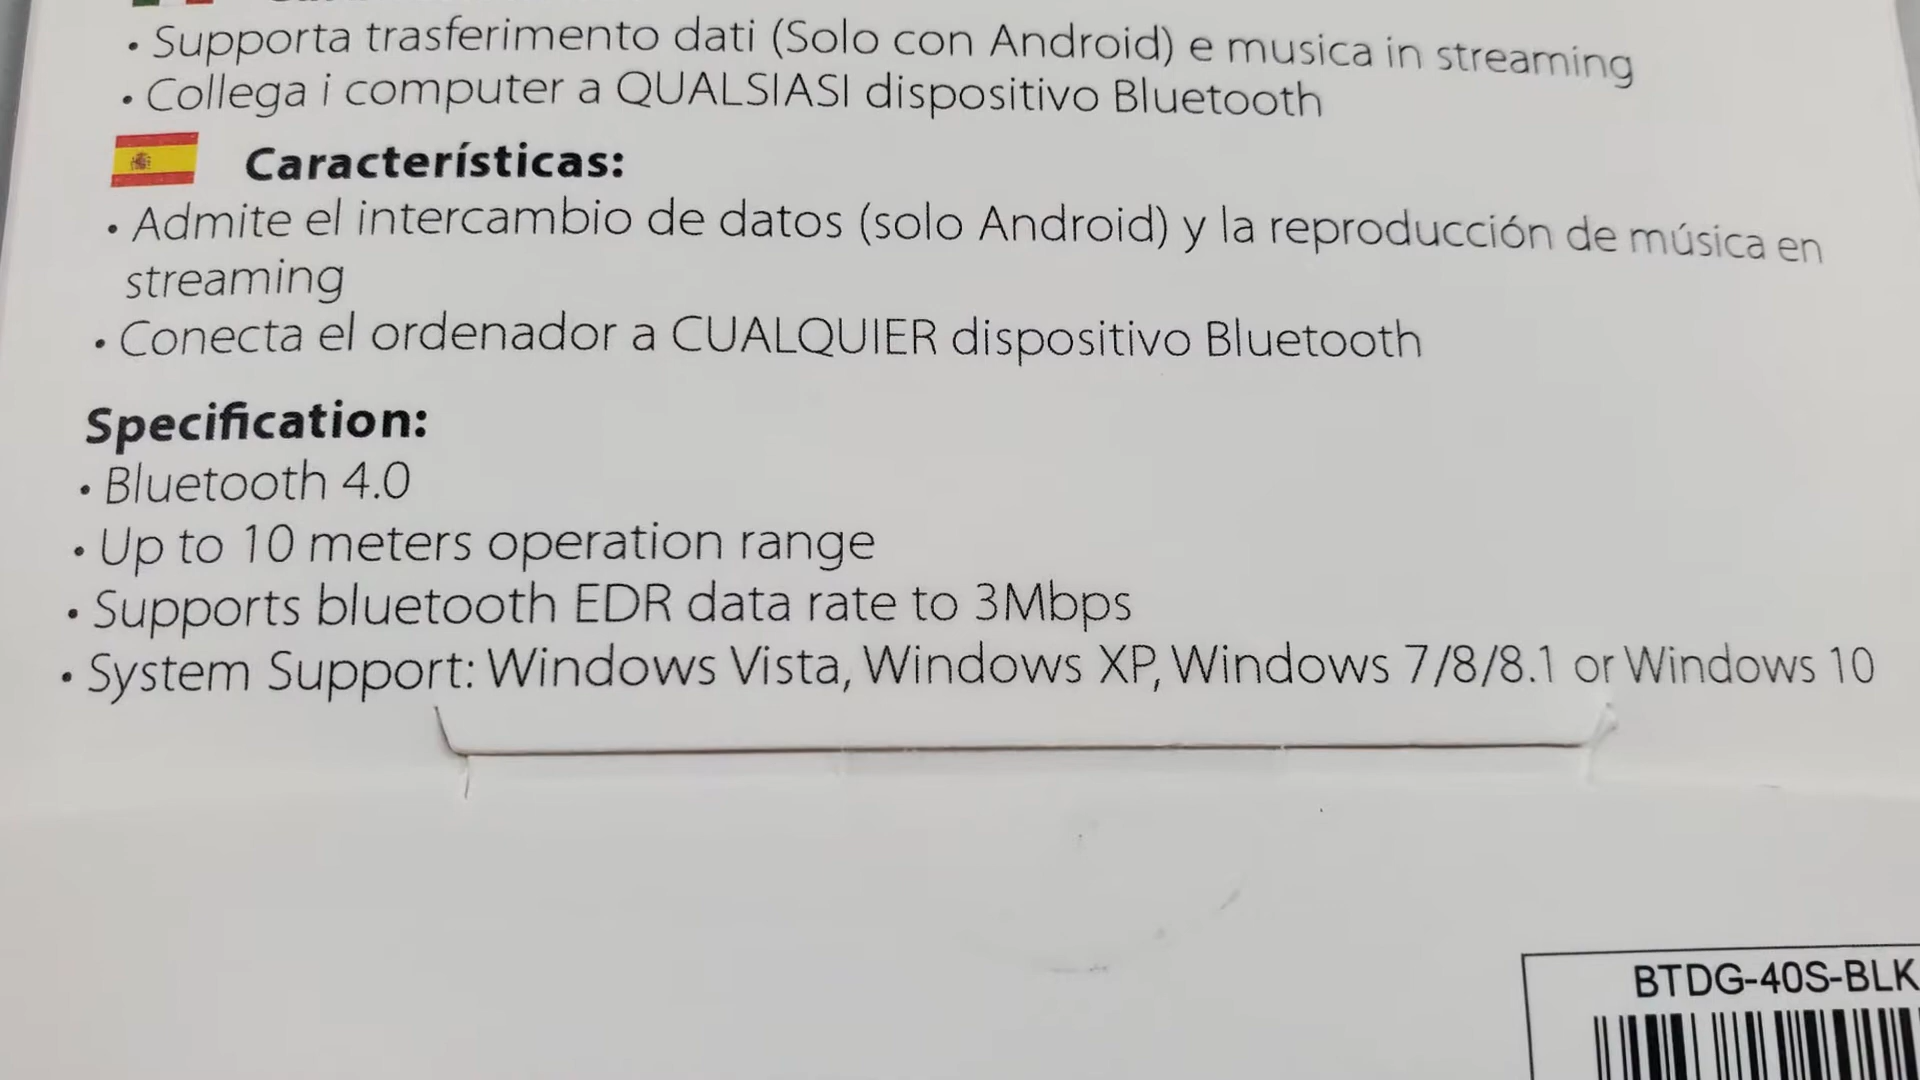 • Supporta trasferimento dati (Solo con Android) e musica in streaming
• Collega i computer a QUALSIASI dispositivo Bluetooth
Características:
• Admite el intercambio de datos (solo Android) y la reproducción de música en
streaming
• Conecta el ordenador a CUALQUIER dispositivo Bluetooth
Specification:
• Bluetooth 4.0
• Up to 10 meters operation range
• Supports bluetooth EDR data rate to 3Mbps
• System Support: Windows Vista, Windows XP, Windows 7/8/8.1 or Windows 10
BTDG-40S-BLK